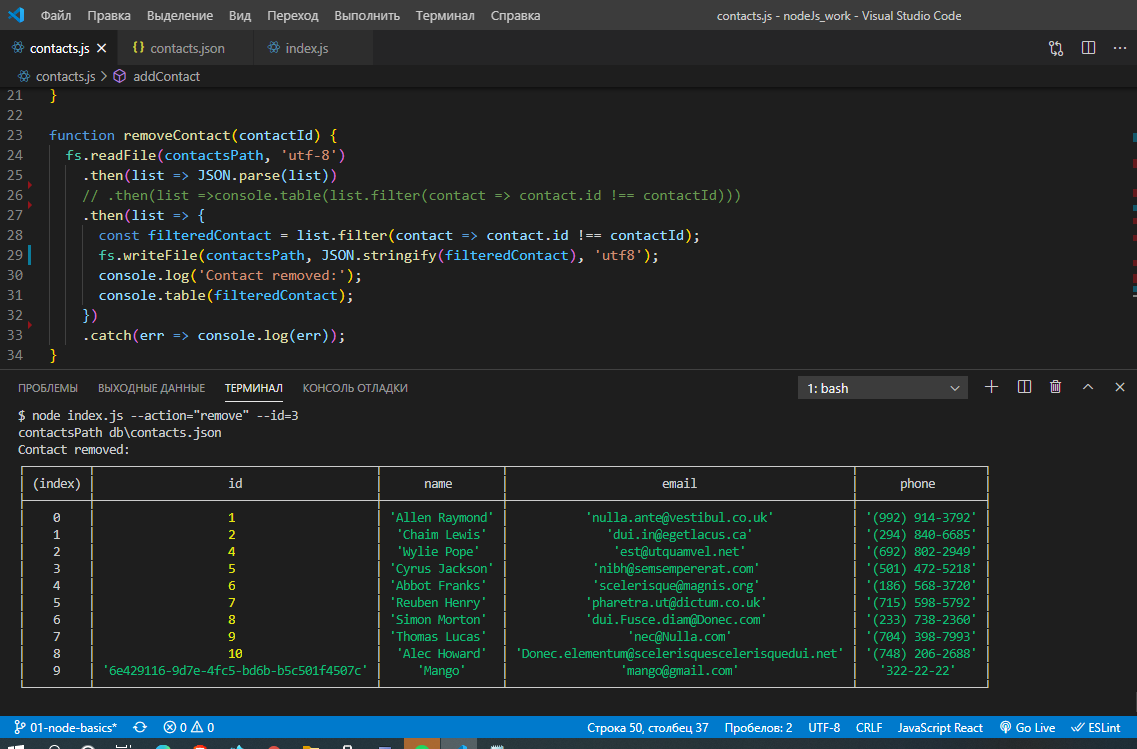 Файл Правка Выделение Вид Переход Выполнить Терминал Справка contacts.js - nodeJs_work - Visual Studio Code
contacts.js {} contacts.json index.js
contacts.js > addContact
21 }
22
23 function removeContact(contactId) {
24 fs.readFile(contactsPath, 'utf-8')
25 .then(list => JSON.parse(list))
26 // .then(list =>console.table(list.filter(contact => contact.id !== contactId)))
27 .then(list => {
28 const filteredContact = list.filter(contact => contact.id !== contactId);
29 fs.writeFile(contactsPath, JSON.stringify(filteredContact), 'utf8');
30 console.log('Contact removed:');
31 console.table(filteredContact);
32 })
33 .catch(err => console.log(err));
34 }
ПРОБЛЕМЫ ВЫХОДНЫЕ ДАННЫЕ ТЕРМИНАЛ КОНСОЛЬ ОТЛАДКИ 1: bash
$ node index.js --action="remove" --id=3
contactsPath db\contacts.json
Contact removed:
(index) id name email phone
0 1 'Allen Raymond' 'nulla.ante@vestibul.co.uk' '(992) 914-3792'
1 2 'Chaim Lewis' 'dui.in@egetlacus.ca' '(294) 840-6685'
2 4 'Wylie Pope' 'est@utquamvel.net' '(692) 802-2949'
3 5 'Cyrus Jackson' 'nibh@semsempererat.com' '(501) 472-5218'
4 6 'Abbot Franks' 'scelerisque@magnis.org' '(186) 568-3720'
5 7 'Reuben Henry' 'pharetra.ut@dictum.co.uk' '(715) 598-5792'
6 8 'Simon Morton' 'dui.Fusce.diam@Donec.com' '(233) 738-2360'
7 9 'Thomas Lucas' 'nec@Nulla.com' '(704) 398-7993'
8 10 'Alec Howard' 'Donec.elementum@scelerisquescelerisquedui.net' '(748) 206-2688'
9 '6e429116-9d7e-4fc5-bd6b-b5c501f4507c' 'Mango' 'mango@gmail.com' '322-22-22'
01-node-basics* 0 0 Строка 50, столбец 37 Пробелов: 2 UTF-8 CRLF JavaScript React Go Live ESLint